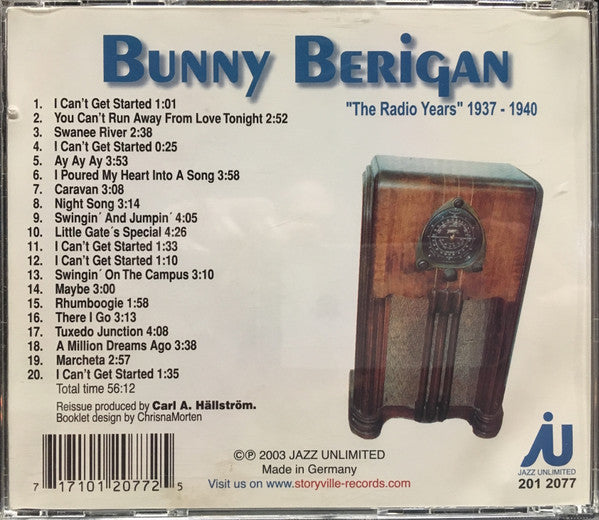 BUNNY BERIGAN
"The Radio Years" 1937 - 1940
1. I Can't Get Started 1:01
2. You Can't Run Away From Love Tonight 2:52
3. Swanee River 2:38
4. I Can't Get Started 0:25
5. Ay Ay Ay 3:53
6. I Poured My Heart Into A Song 3:58
7. Caravan 3:08
8. Night Song 3:14
9. Swingin´ And Jumpin´ 4:05
10. Little Gate´s Special 4:26
11. I Can't Get Started 1:33
12. I Can't Get Started 1:10
13. Swingin´ On The Campus 3:10
14. Maybe 3:00
15. Rhumboogie 1:58
16. There I Go 3:13
17. Tuxedo Junction 4:08
18. A Million Dreams Ago 3:38
19. Marcheta 2:57
20. I Can't Get Started 1:35
Total time 56:12
Reissue produced by Carl A. Hällström.
Booklet design by ChrisnaMorten
7 17101 20772 5
©℗ 2003 JAZZ UNLIMITED
Made in Germany
Visit us on www.storyville-records.com
JU
JAZZ UNLIMITED
201 2077